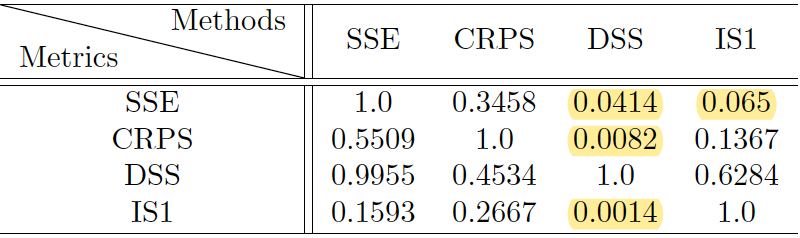 Methods
Metrics
SSE CRPS DSS IS1
SSE 1.0 0.3458 0.0414 0.065
CRPS 0.5509 1.0 0.0082 0.1367
DSS 0.9955 0.4534 1.0 0.6284
IS1 0.1593 0.2667 0.0014 1.0